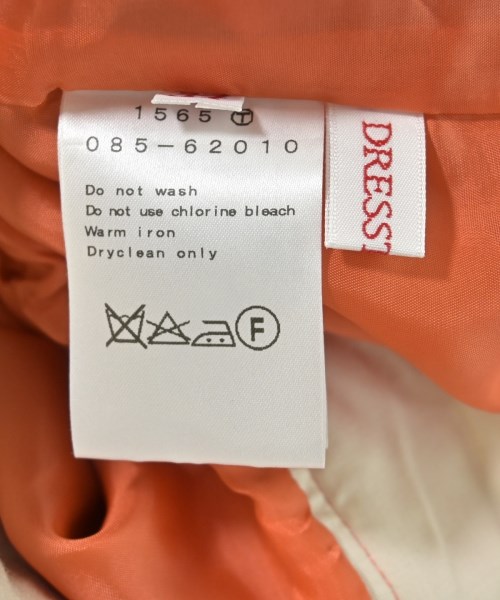 1565 Ⓣ
085-62010
Do not wash
Do not use chlorine bleach
Warm iron
Dryclean only
F
DRESST